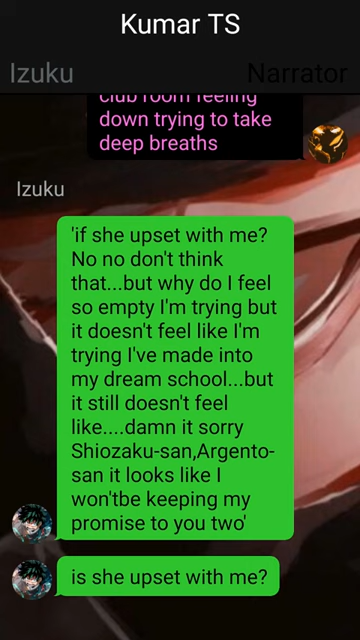 Kumar TS
Izuku Narrator
club room feeling
down trying to take
deep breaths
Izuku
'if she upset with me?
No no don't think
that...but why do I feel
so empty I'm trying but
it doesn't feel like I'm
trying I've made into
my dream school...but
it still doesn't feel
like....damn it sorry
Shiozaku-san,Argento-
san it looks like I
won'tbe keeping my
promise to you two'
is she upset with me?